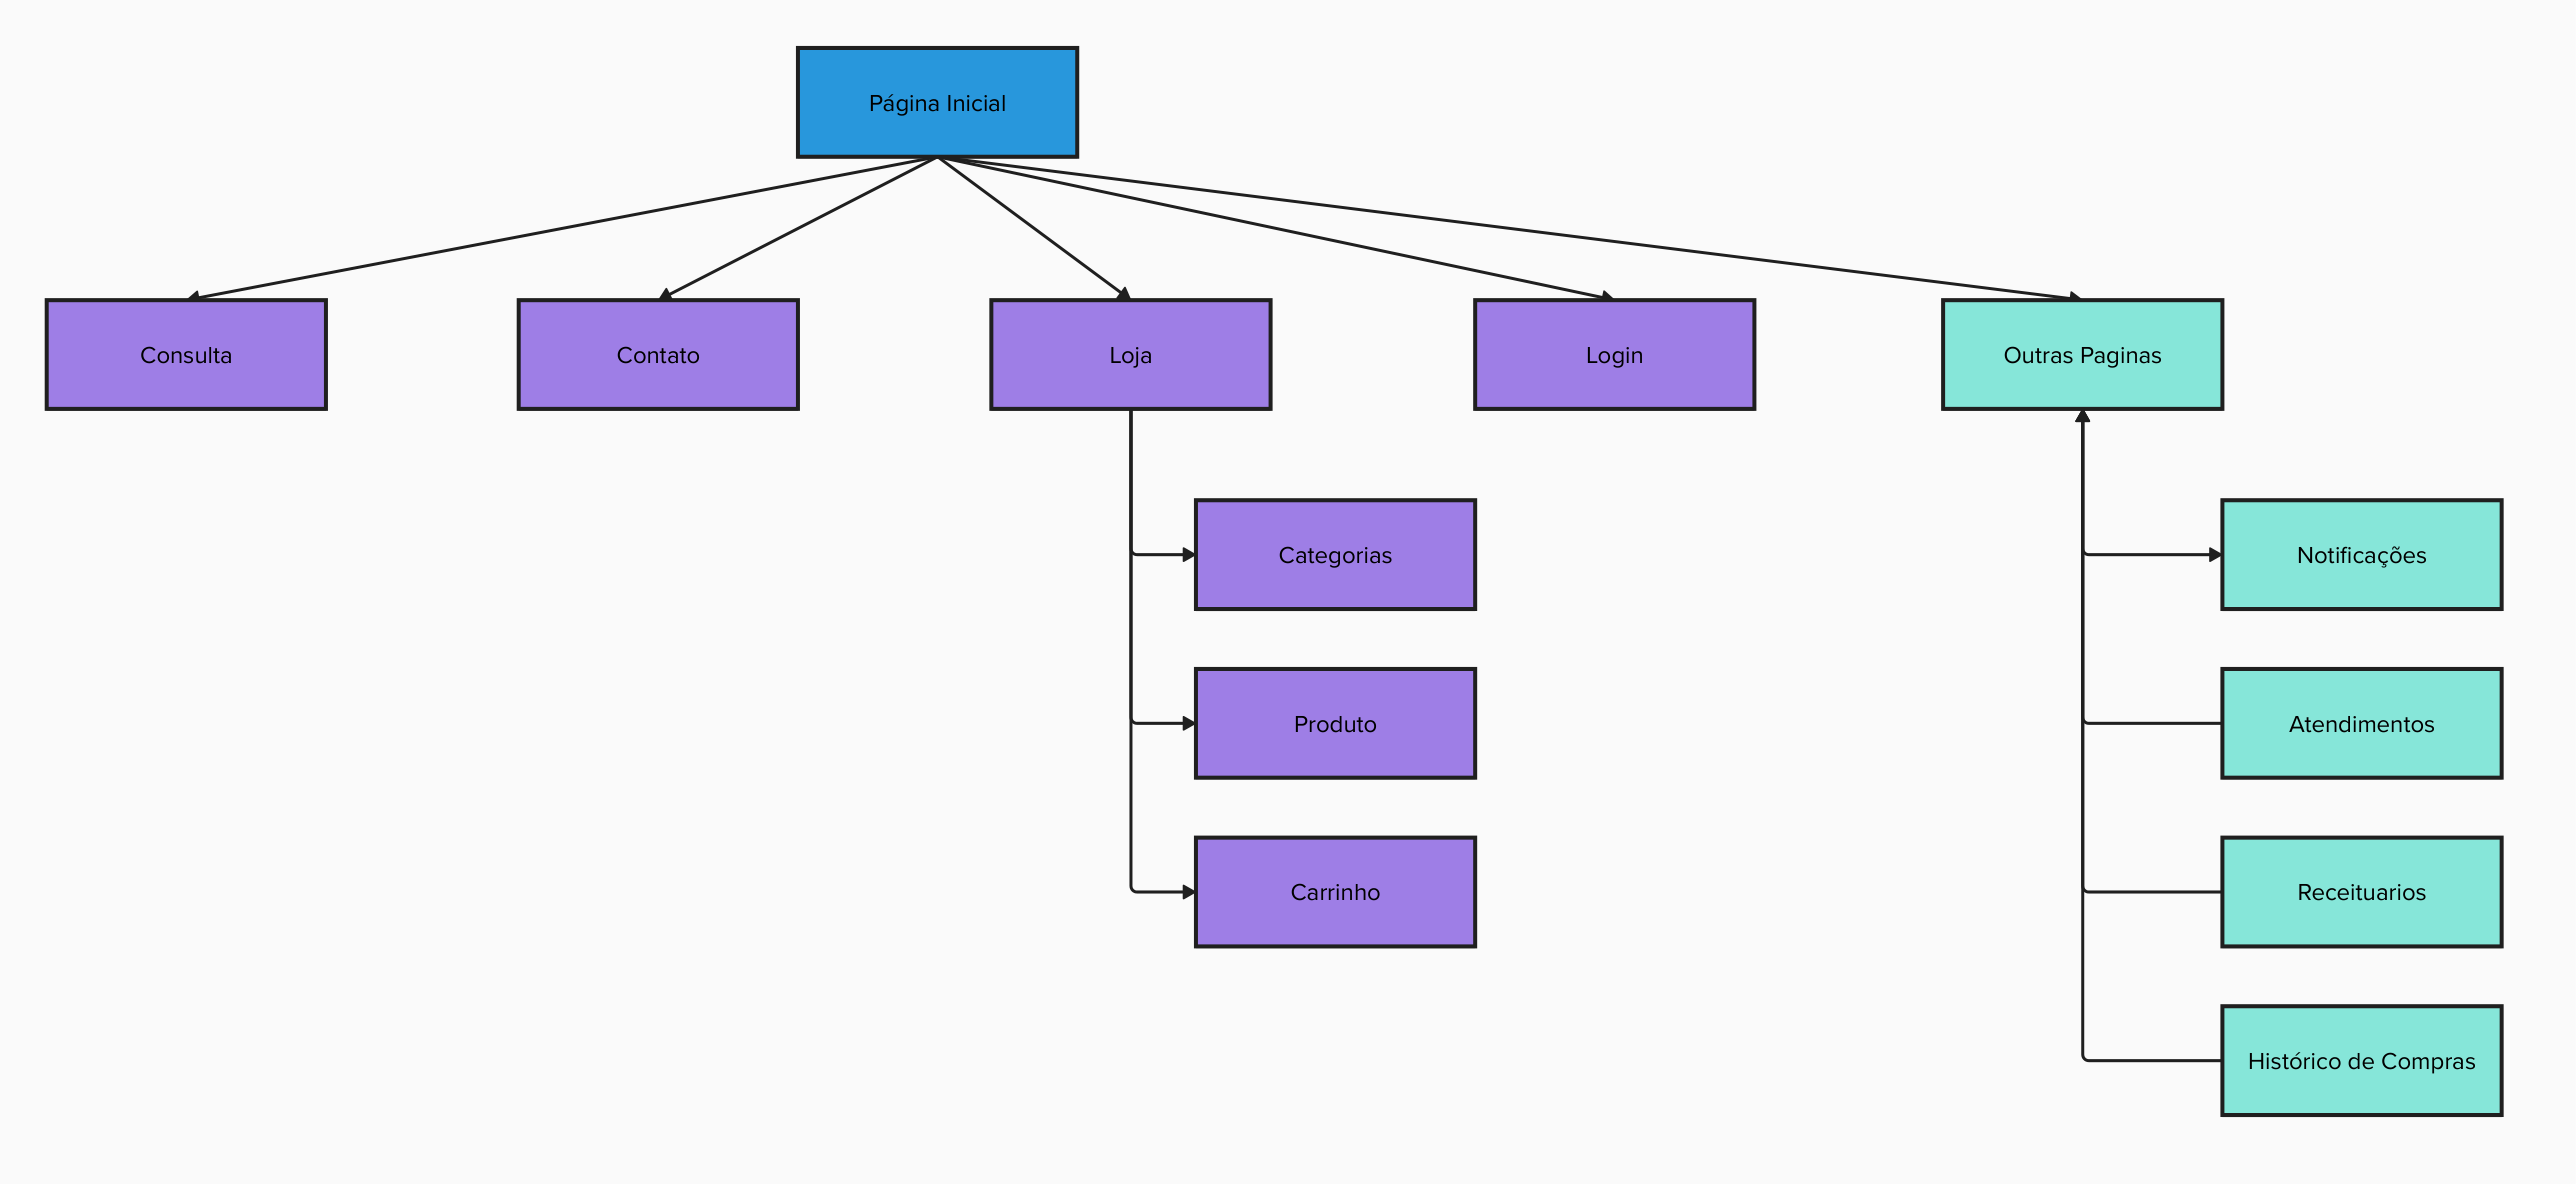 Página Inicial
Consulta
Contato
Loja
Login
Outras Paginas
Categorias
Notificações
Produto
Atendimentos
Carrinho
Receituarios
Histórico de Compras